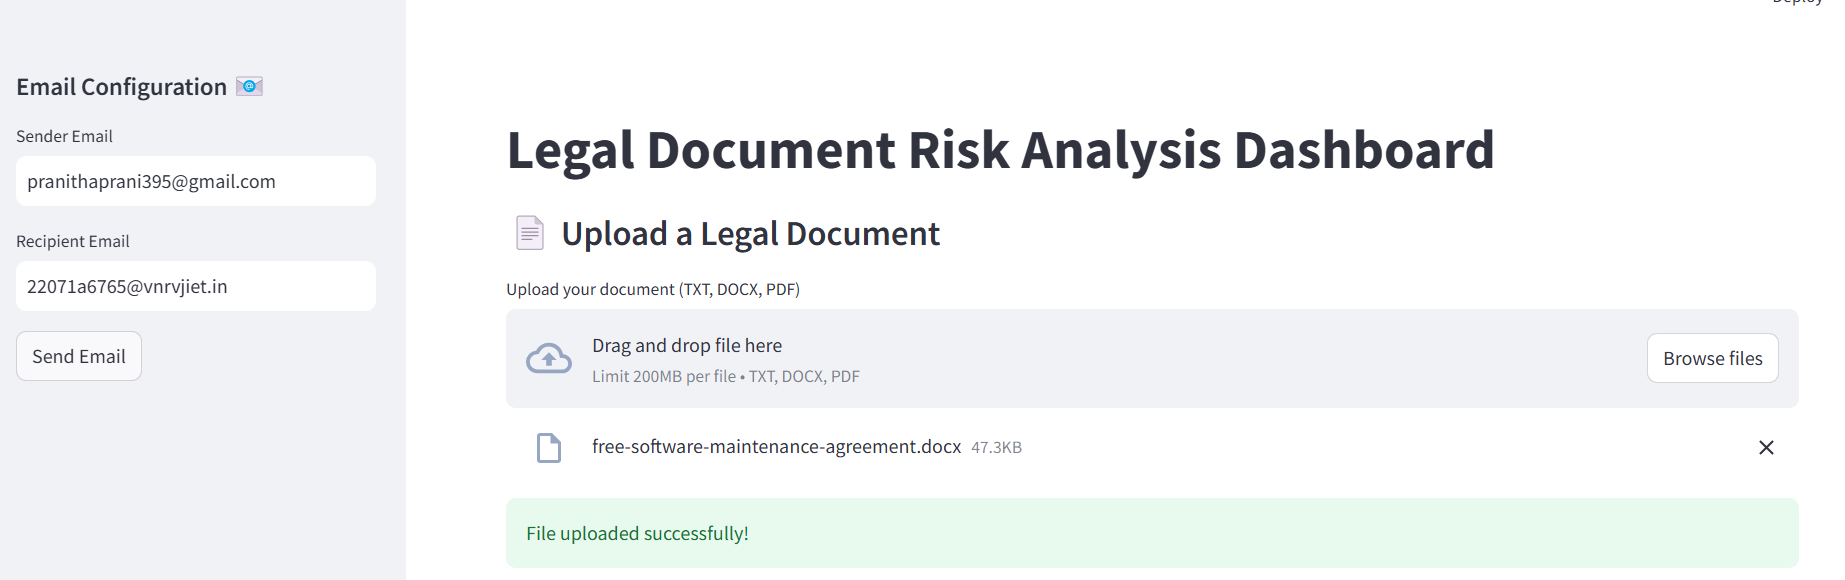 Deploy
Email Configuration
Sender Email
pranithaprani395@gmail.com
Recipient Email
22071a6765@vnrvjiet.in
Send Email
Legal Document Risk Analysis Dashboard
Upload a Legal Document
Upload your document (TXT, DOCX, PDF)
Drag and drop file here
Limit 200MB per file • TXT, DOCX, PDF
Browse files
free-software-maintenance-agreement.docx 47.3KB
File uploaded successfully!